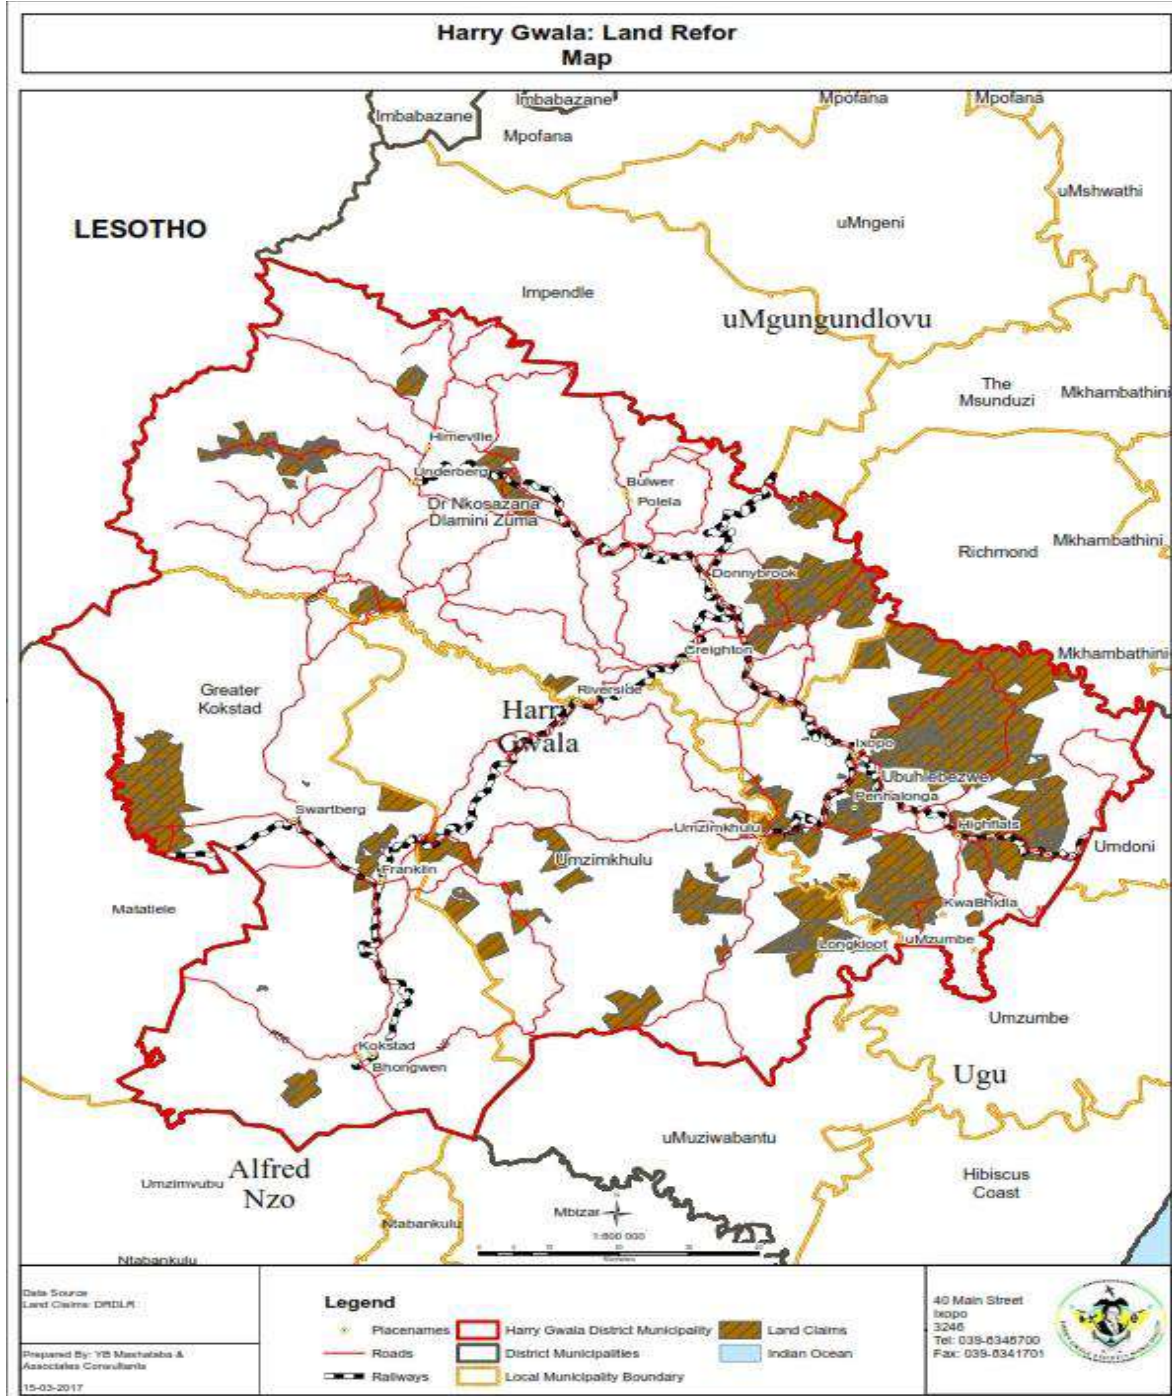 Harry Gwala: Land Refor
Map
Imbabazane
Imbabazane
Mpofana
Mpofana
Mpofana
uMshwathi
LESOTHO
uMngeni
Impendle
uMgungundlovu
The
Msunduzi
Mkhambathini
Himeville
Underberg
Bulwer
Polela
Dr Nkosazana
Dlamini Zuma
Richmond
Mkhambathini
Donnybrook
Creighton
Mkhambathini
Greater
Kokstad
Riverside
Harry
Gwala
Ixopo
Ubuhlebezwe
Penhalonga
Swartberg
Umzimkhulu
Highflats
Umzimkhulu
Umdoni
Franklin
Matatiele
KwaBhidla
Longkloof
uMzumbe
Umzumbe
Kokstad
Bhongwen
Ugu
uMuziwabantu
Alfred
Nzo
Umzimvubu
Hibiscus
Coast
Ntabankulu
Mbizar
Ntabankulu
1:600 000
Data Source
Land Claims: DRDLR
Prepared By: YB Mashalaba &
Associates Consultants
15-03-2017
Legend
Placenames
Roads
Railways
Harry Gwala District Municipality
District Municipalities
Local Municipality Boundary
Land Claims
Indian Ocean
40 Main Street
Ixopo
3246
Tel: 039-8348700
Fax: 039-8341701